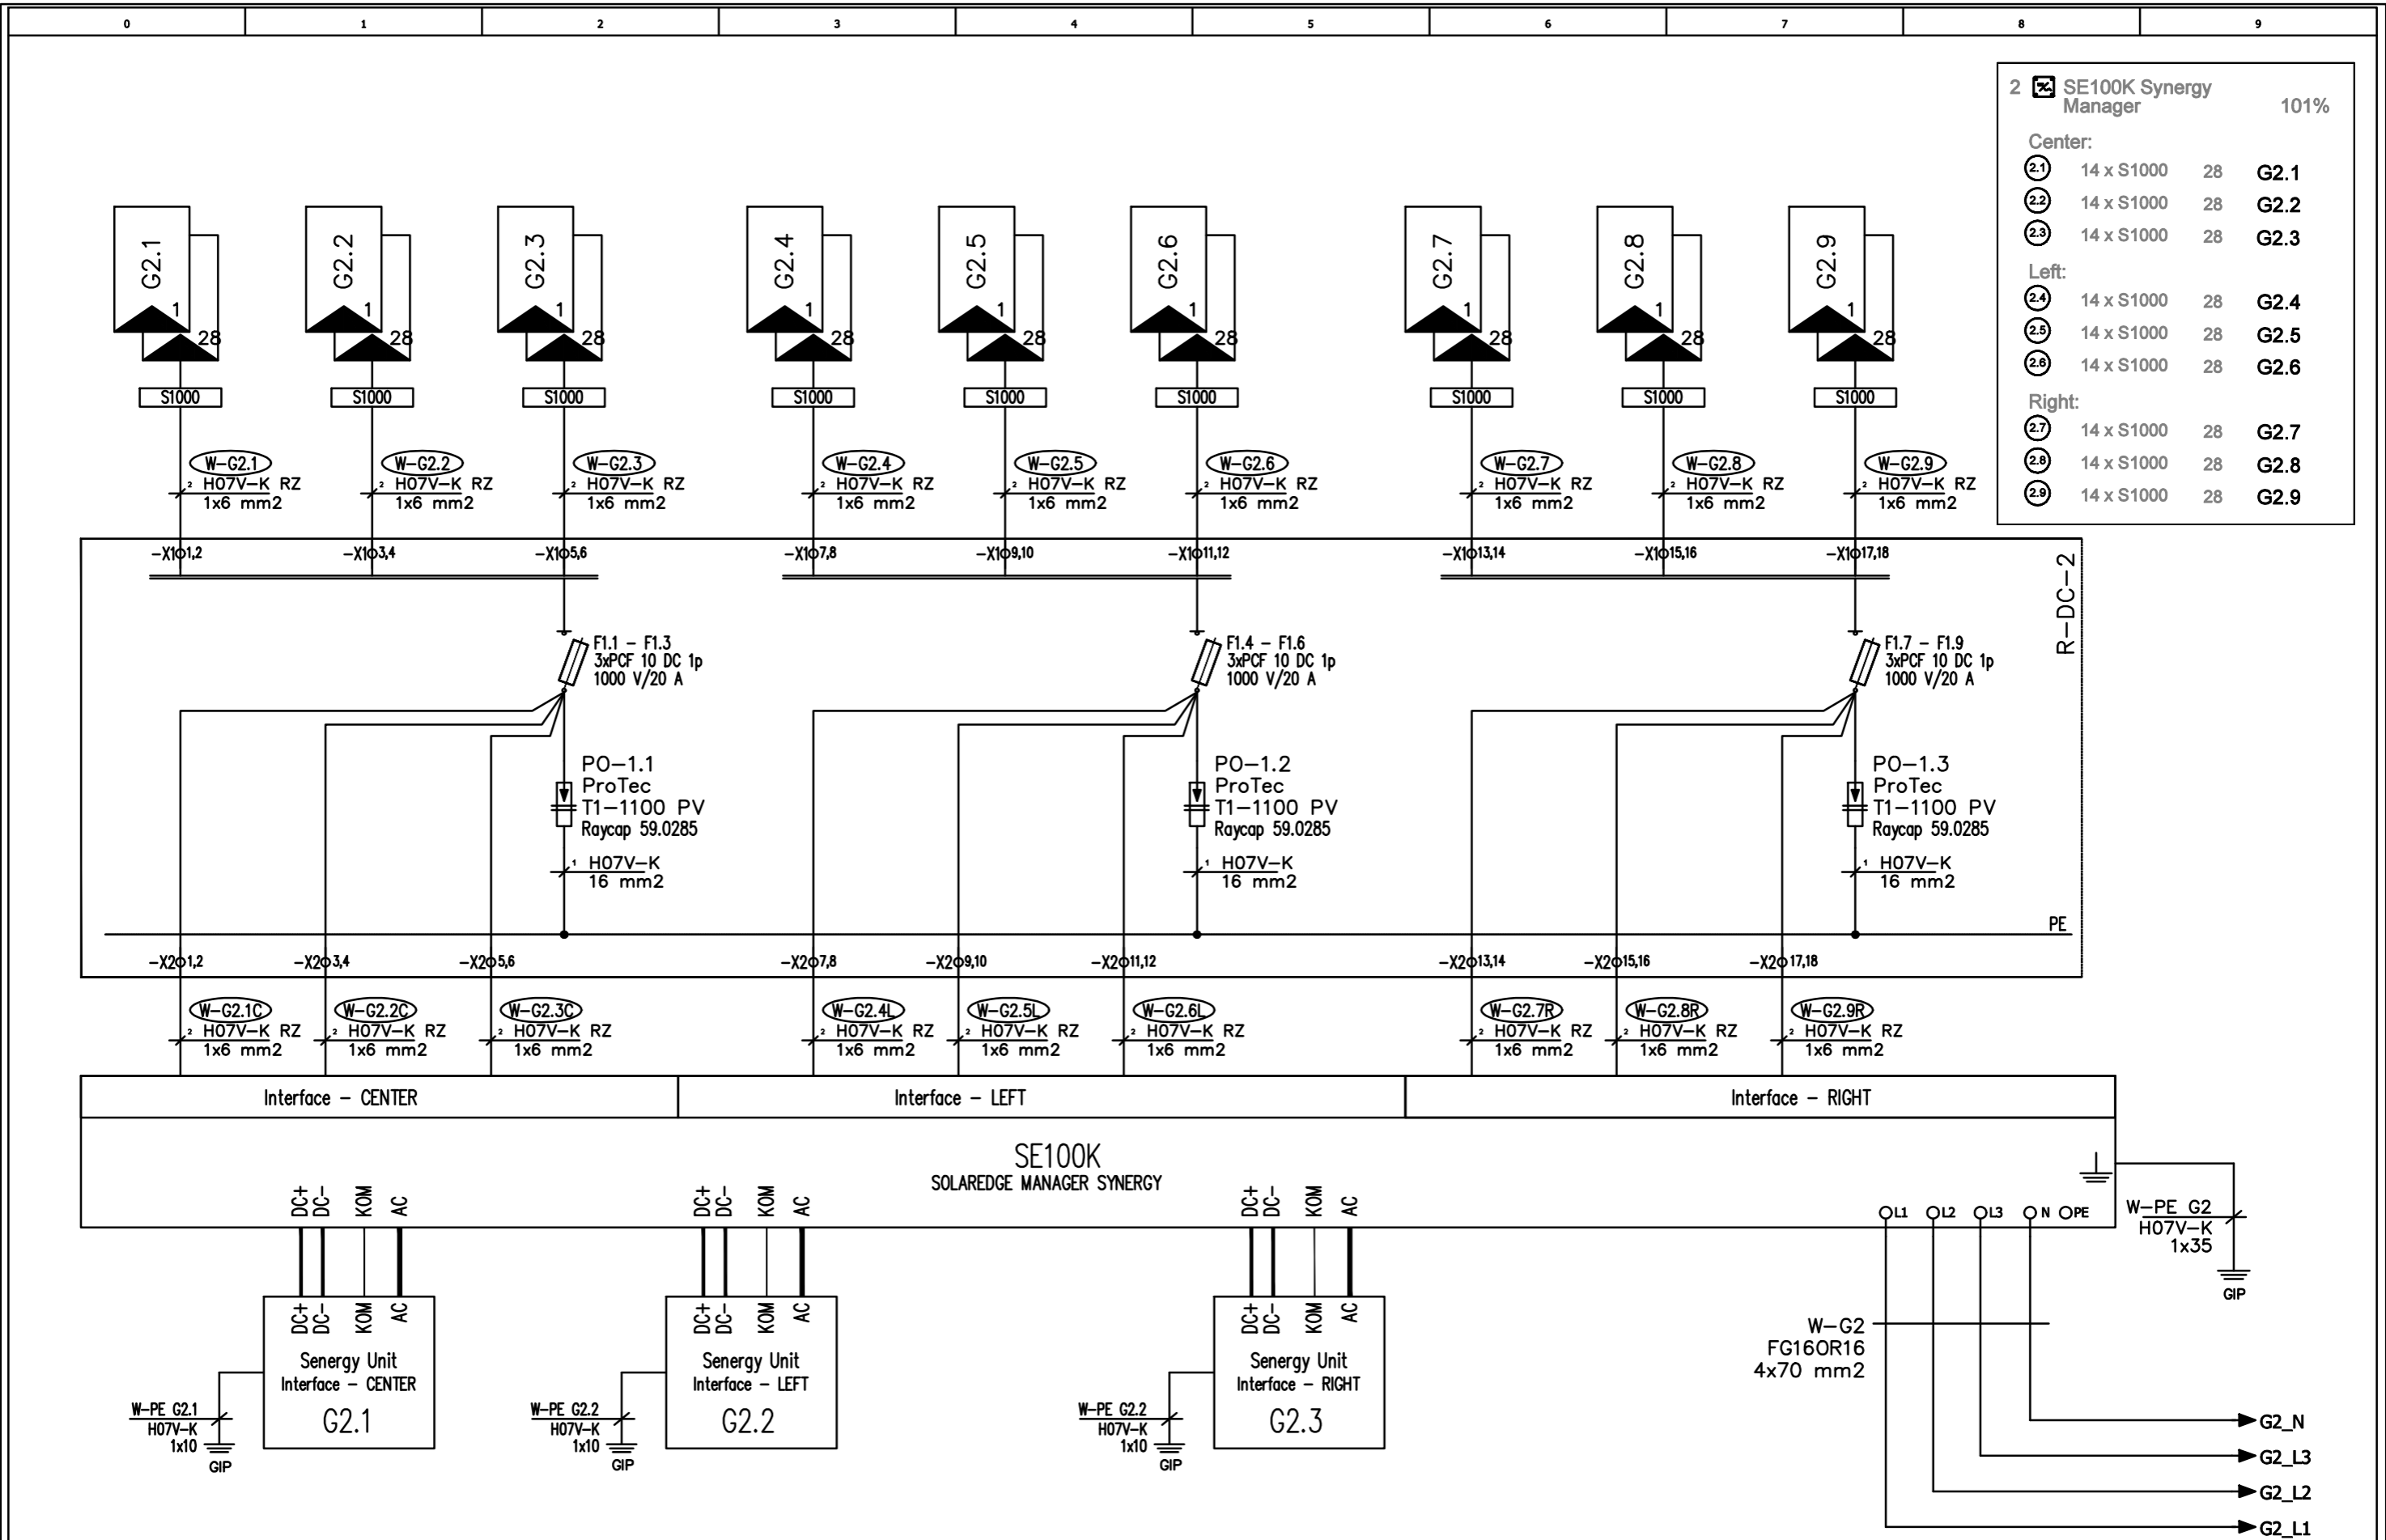 0 1 2 3 4 5 6 7 8 9
2 SE100K Synergy
Manager 101%
Center:
2.1 14 x S1000 28 G2.1
2.2 14 x S1000 28 G2.2
2.3 14 x S1000 28 G2.3
Left:
2.4 14 x S1000 28 G2.4
2.5 14 x S1000 28 G2.5
2.6 14 x S1000 28 G2.6
Right:
2.7 14 x S1000 28 G2.7
2.8 14 x S1000 28 G2.8
2.9 14 x S1000 28 G2.9
G2.1 G2.2 G2.3 G2.4 G2.5 G2.6 G2.7 G2.8 G2.9
1 1 1 1 1 1 1 1 1
28 28 28 28 28 28 28 28 28
S1000 S1000 S1000 S1000 S1000 S1000 S1000 S1000 S1000
W-G2.1 W-G2.2 W-G2.3 W-G2.4 W-G2.5 W-G2.6 W-G2.7 W-G2.8 W-G2.9
2 H07V-K RZ 2 H07V-K RZ 2 H07V-K RZ 2 H07V-K RZ 2 H07V-K RZ 2 H07V-K RZ 2 H07V-K RZ 2 H07V-K RZ 2 H07V-K RZ
1x6 mm2 1x6 mm2 1x6 mm2 1x6 mm2 1x6 mm2 1x6 mm2 1x6 mm2 1x6 mm2 1x6 mm2
-X1 1,2 -X1 3,4 -X1 5,6 -X1 7,8 -X1 9,10 -X1 11,12 -X1 13,14 -X1 15,16 -X1 17,18
R-DC-2
F1.1 - F1.3
3xPCF 10 DC 1p
1000 V/20 A
F1.4 - F1.6
3xPCF 10 DC 1p
1000 V/20 A
F1.7 - F1.9
3xPCF 10 DC 1p
1000 V/20 A
PO-1.1
ProTec
T1-1100 PV
Raycap 59.0285
1 H07V-K
16 mm2
PO-1.2
ProTec
T1-1100 PV
Raycap 59.0285
1 H07V-K
16 mm2
PO-1.3
ProTec
T1-1100 PV
Raycap 59.0285
1 H07V-K
16 mm2
PE
-X2 1,2 -X2 3,4 -X2 5,6 -X2 7,8 -X2 9,10 -X2 11,12 -X2 13,14 -X2 15,16 -X2 17,18
W-G2.1C W-G2.2C W-G2.3C W-G2.4L W-G2.5L W-G2.6L W-G2.7R W-G2.8R W-G2.9R
2 H07V-K RZ 2 H07V-K RZ 2 H07V-K RZ 2 H07V-K RZ 2 H07V-K RZ 2 H07V-K RZ 2 H07V-K RZ 2 H07V-K RZ 2 H07V-K RZ
1x6 mm2 1x6 mm2 1x6 mm2 1x6 mm2 1x6 mm2 1x6 mm2 1x6 mm2 1x6 mm2 1x6 mm2
Interface - CENTER Interface - LEFT Interface - RIGHT
SE100K
SOLAREDGE MANAGER SYNERGY
DC+ DC- KOM AC DC+ DC- KOM AC DC+ DC- KOM AC
L1 L2 L3 N PE
W-PE G2
H07V-K
1x35
GIP
DC+ DC- KOM AC DC+ DC- KOM AC DC+ DC- KOM AC
Senergy Unit
Interface - CENTER
G2.1
W-PE G2.1
H07V-K
1x10
GIP
Senergy Unit
Interface - LEFT
G2.2
W-PE G2.2
H07V-K
1x10
GIP
Senergy Unit
Interface - RIGHT
G2.3
W-PE G2.2
H07V-K
1x10
GIP
W-G2
FG16OR16
4x70 mm2
G2_N
G2_L3
G2_L2
G2_L1